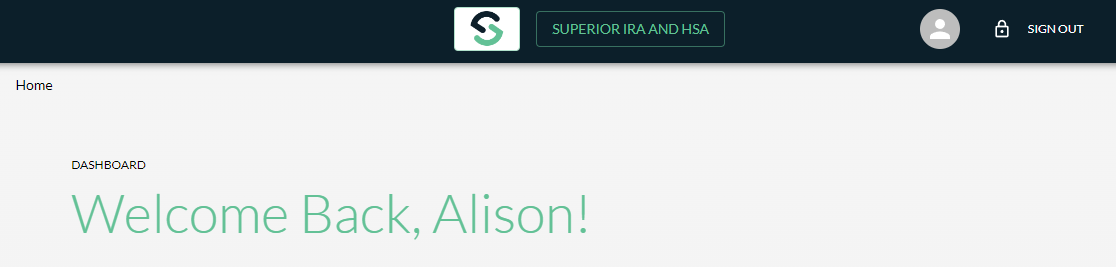 SUPERIOR IRA AND HSA
SIGN OUT
Home
DASHBOARD
Welcome Back, Alison!